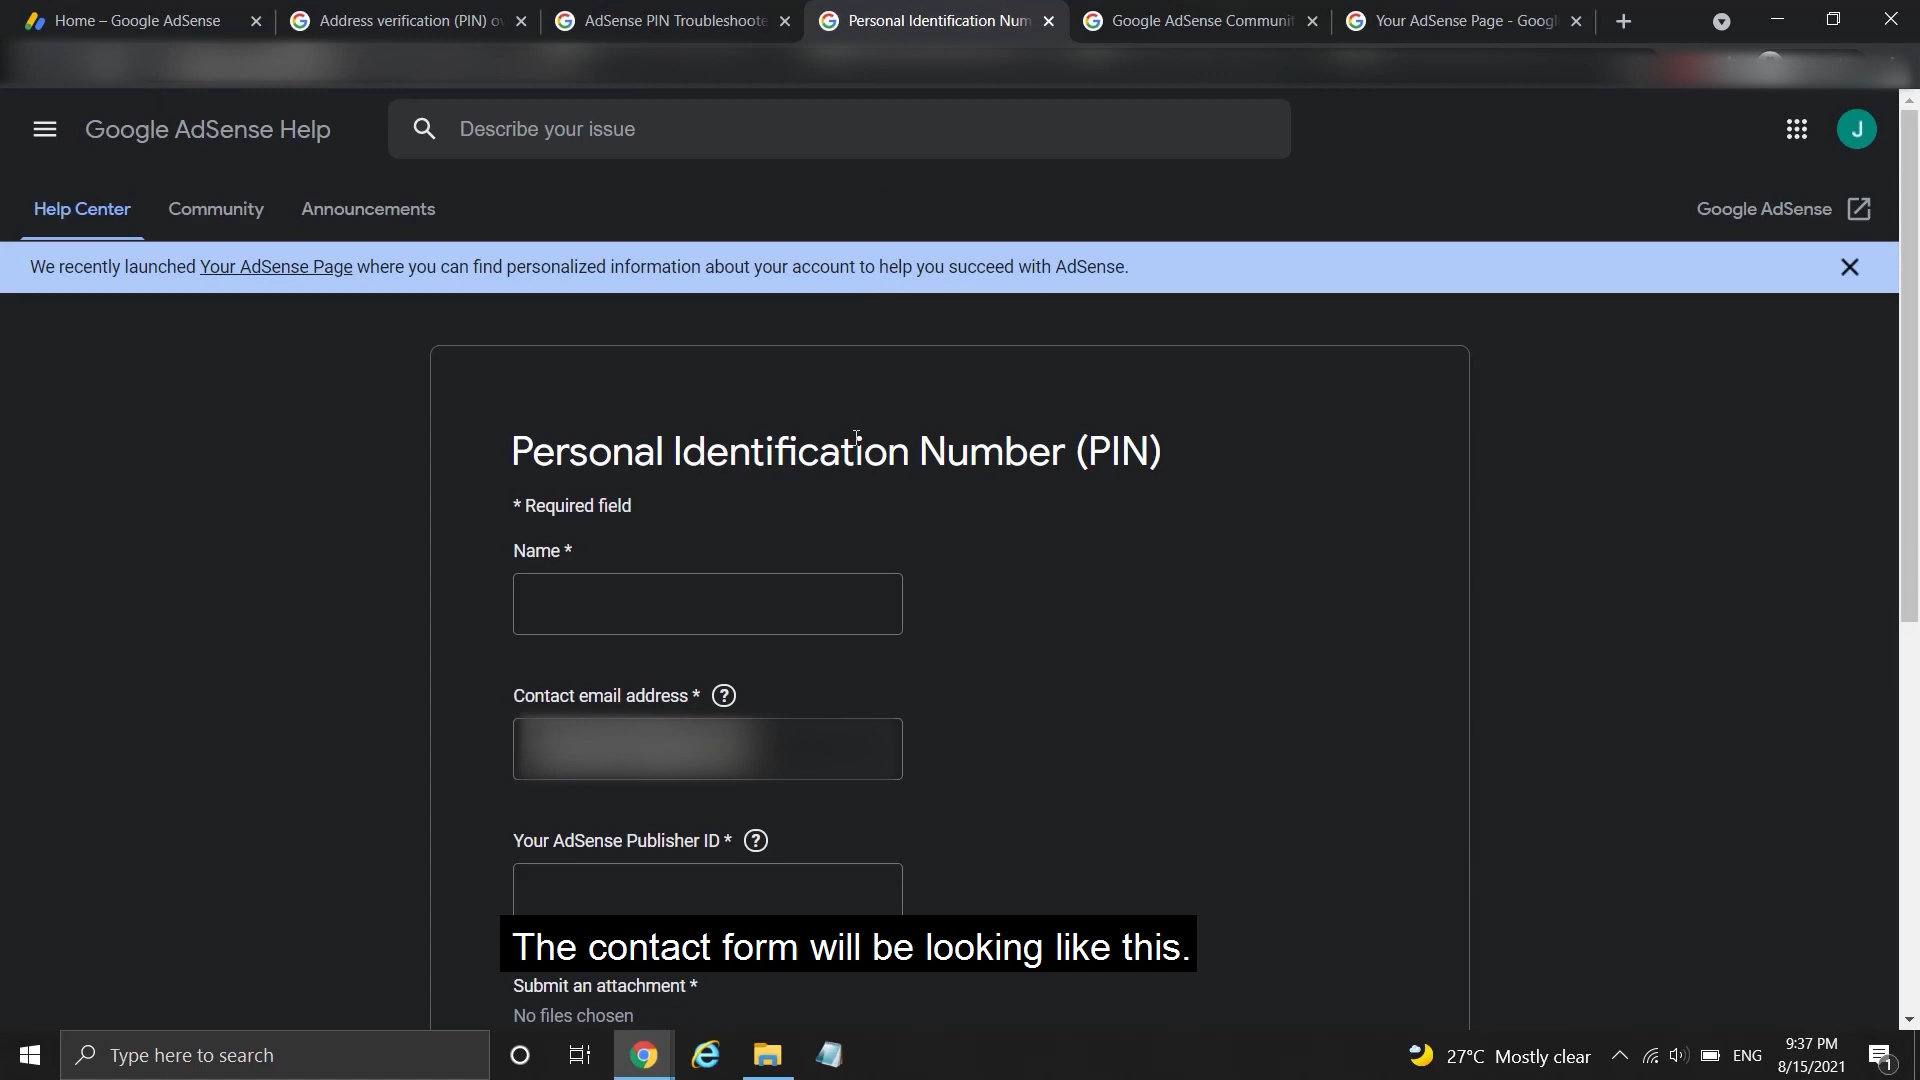 Home – Google AdSense
Address verification (PIN) o
AdSense PIN Troubleshoote
Personal Identification Num
Google AdSense Communit
Your AdSense Page - Googl
Google AdSense Help
Describe your issue
J
Help Center
Community
Announcements
Google AdSense
We recently launched Your AdSense Page where you can find personalized information about your account to help you succeed with AdSense.
Personal Identification Number (PIN)
* Required field
Name *
Contact email address *
?
Your AdSense Publisher ID *
?
The contact form will be looking like this.
Submit an attachment *
No files chosen
Type here to search
27°C Mostly clear
ENG
9:37 PM
8/15/2021
1